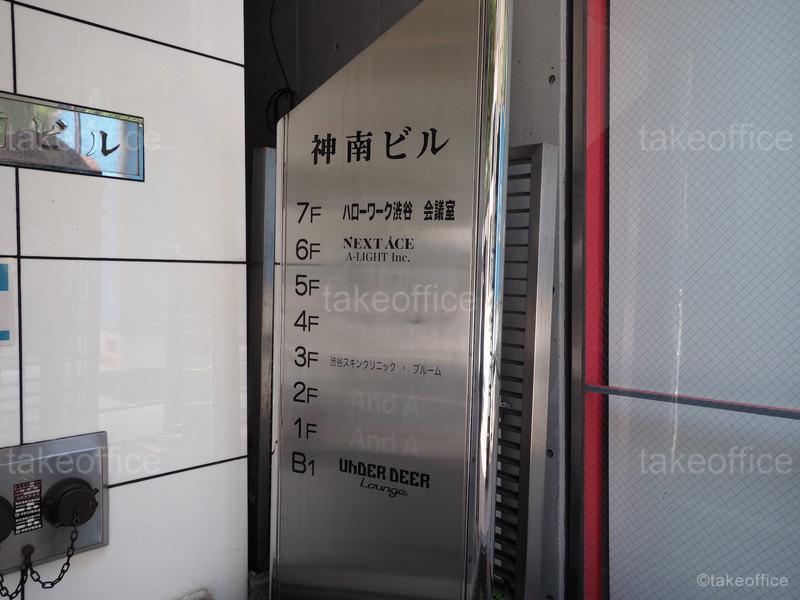 ビル
神南ビル
7F ハローワーク渋谷 会議室
6F NEXT ACE
A-LIGHT Inc.
5F
4F
3F 渋谷スキンクリニック ・ ブルーム
2F And A
1F And A
B1 UNDER DEER
Lounge
takeoffice
takeoffice
takeoffice
takeoffice
takeoffice
©takeoffice